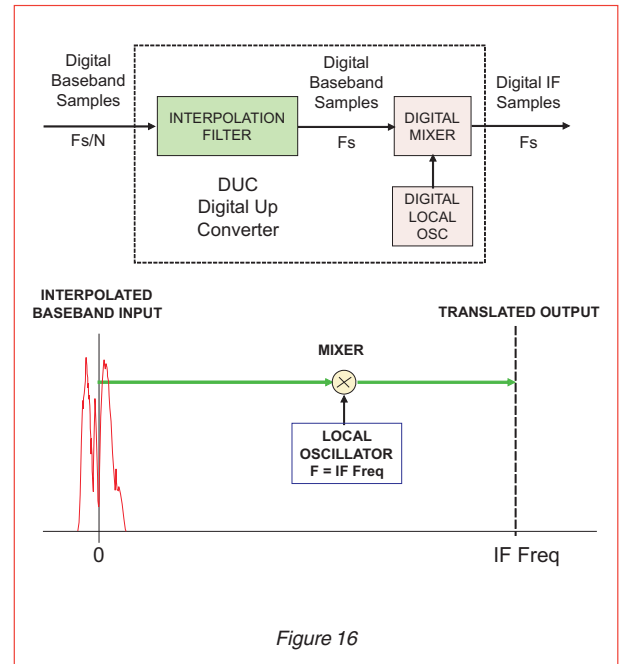 Digital
Baseband
Samples
Fs/N
INTERPOLATION
FILTER
Digital
Baseband
Samples
Fs
DIGITAL
MIXER
Digital IF
Samples
Fs
DUC
Digital Up
Converter
DIGITAL
LOCAL
OSC
INTERPOLATED
BASEBAND INPUT
MIXER
TRANSLATED OUTPUT
LOCAL
OSCILLATOR
F = IF Freq
0
IF Freq
Figure 16